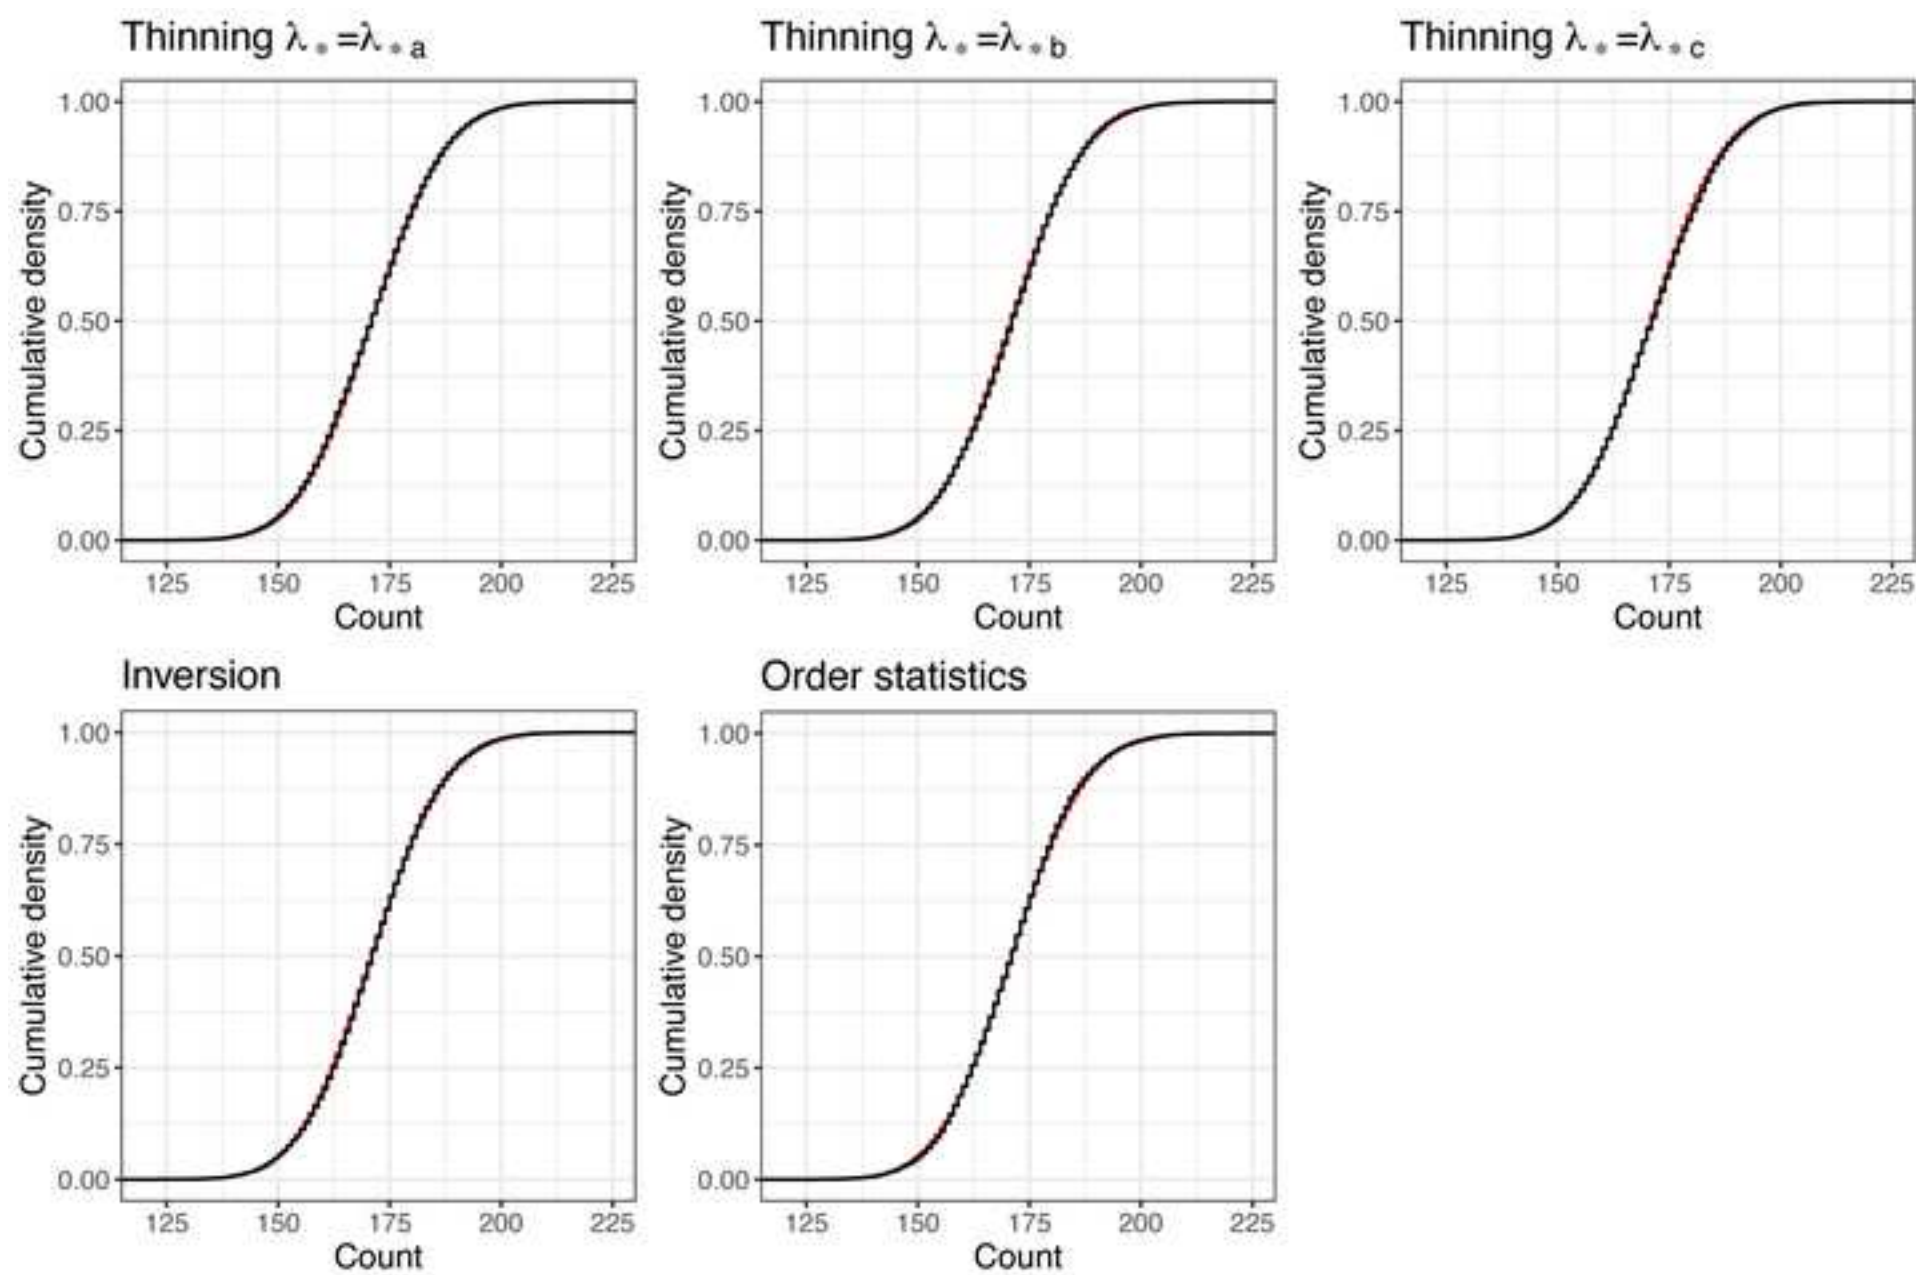 Thinning λ*=λ*a
1.00
0.75
0.50
0.25
0.00
Cumulative density
125 150 175 200 225
Count
Thinning λ*=λ*b
1.00
0.75
0.50
0.25
0.00
Cumulative density
125 150 175 200 225
Count
Thinning λ*=λ*c
1.00
0.75
0.50
0.25
0.00
Cumulative density
125 150 175 200 225
Count
Inversion
1.00
0.75
0.50
0.25
0.00
Cumulative density
125 150 175 200 225
Count
Order statistics
1.00
0.75
0.50
0.25
0.00
Cumulative density
125 150 175 200 225
Count